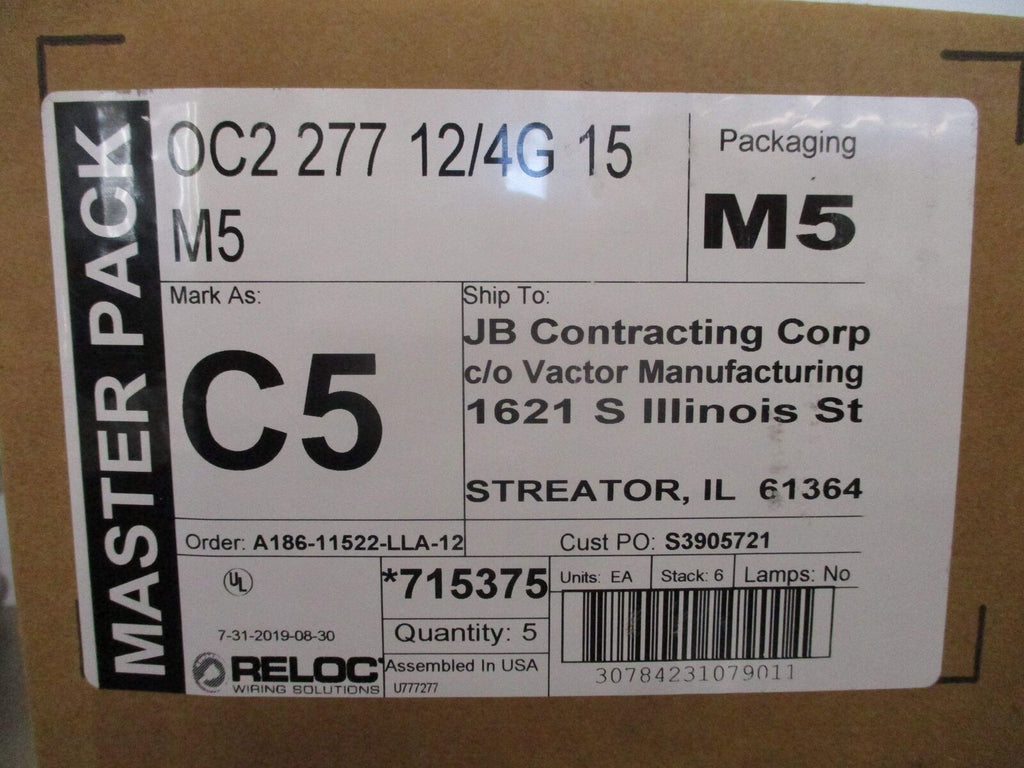 MASTER PACK
OC2 277 12/4G 15
M5
Packaging
M5
Mark As:
C5
Ship To:
JB Contracting Corp
c/o Vactor Manufacturing
1621 S Illinois St
STREATOR, IL 61364
Order: A186-11522-LLA-12
Cust PO: S3905721
UL
7-31-2019-08-30
RELOC
WIRING SOLUTIONS
*715375
Quantity: 5
Assembled In USA
U777277
Units: EA
Stack: 6
Lamps: No
30784231079011